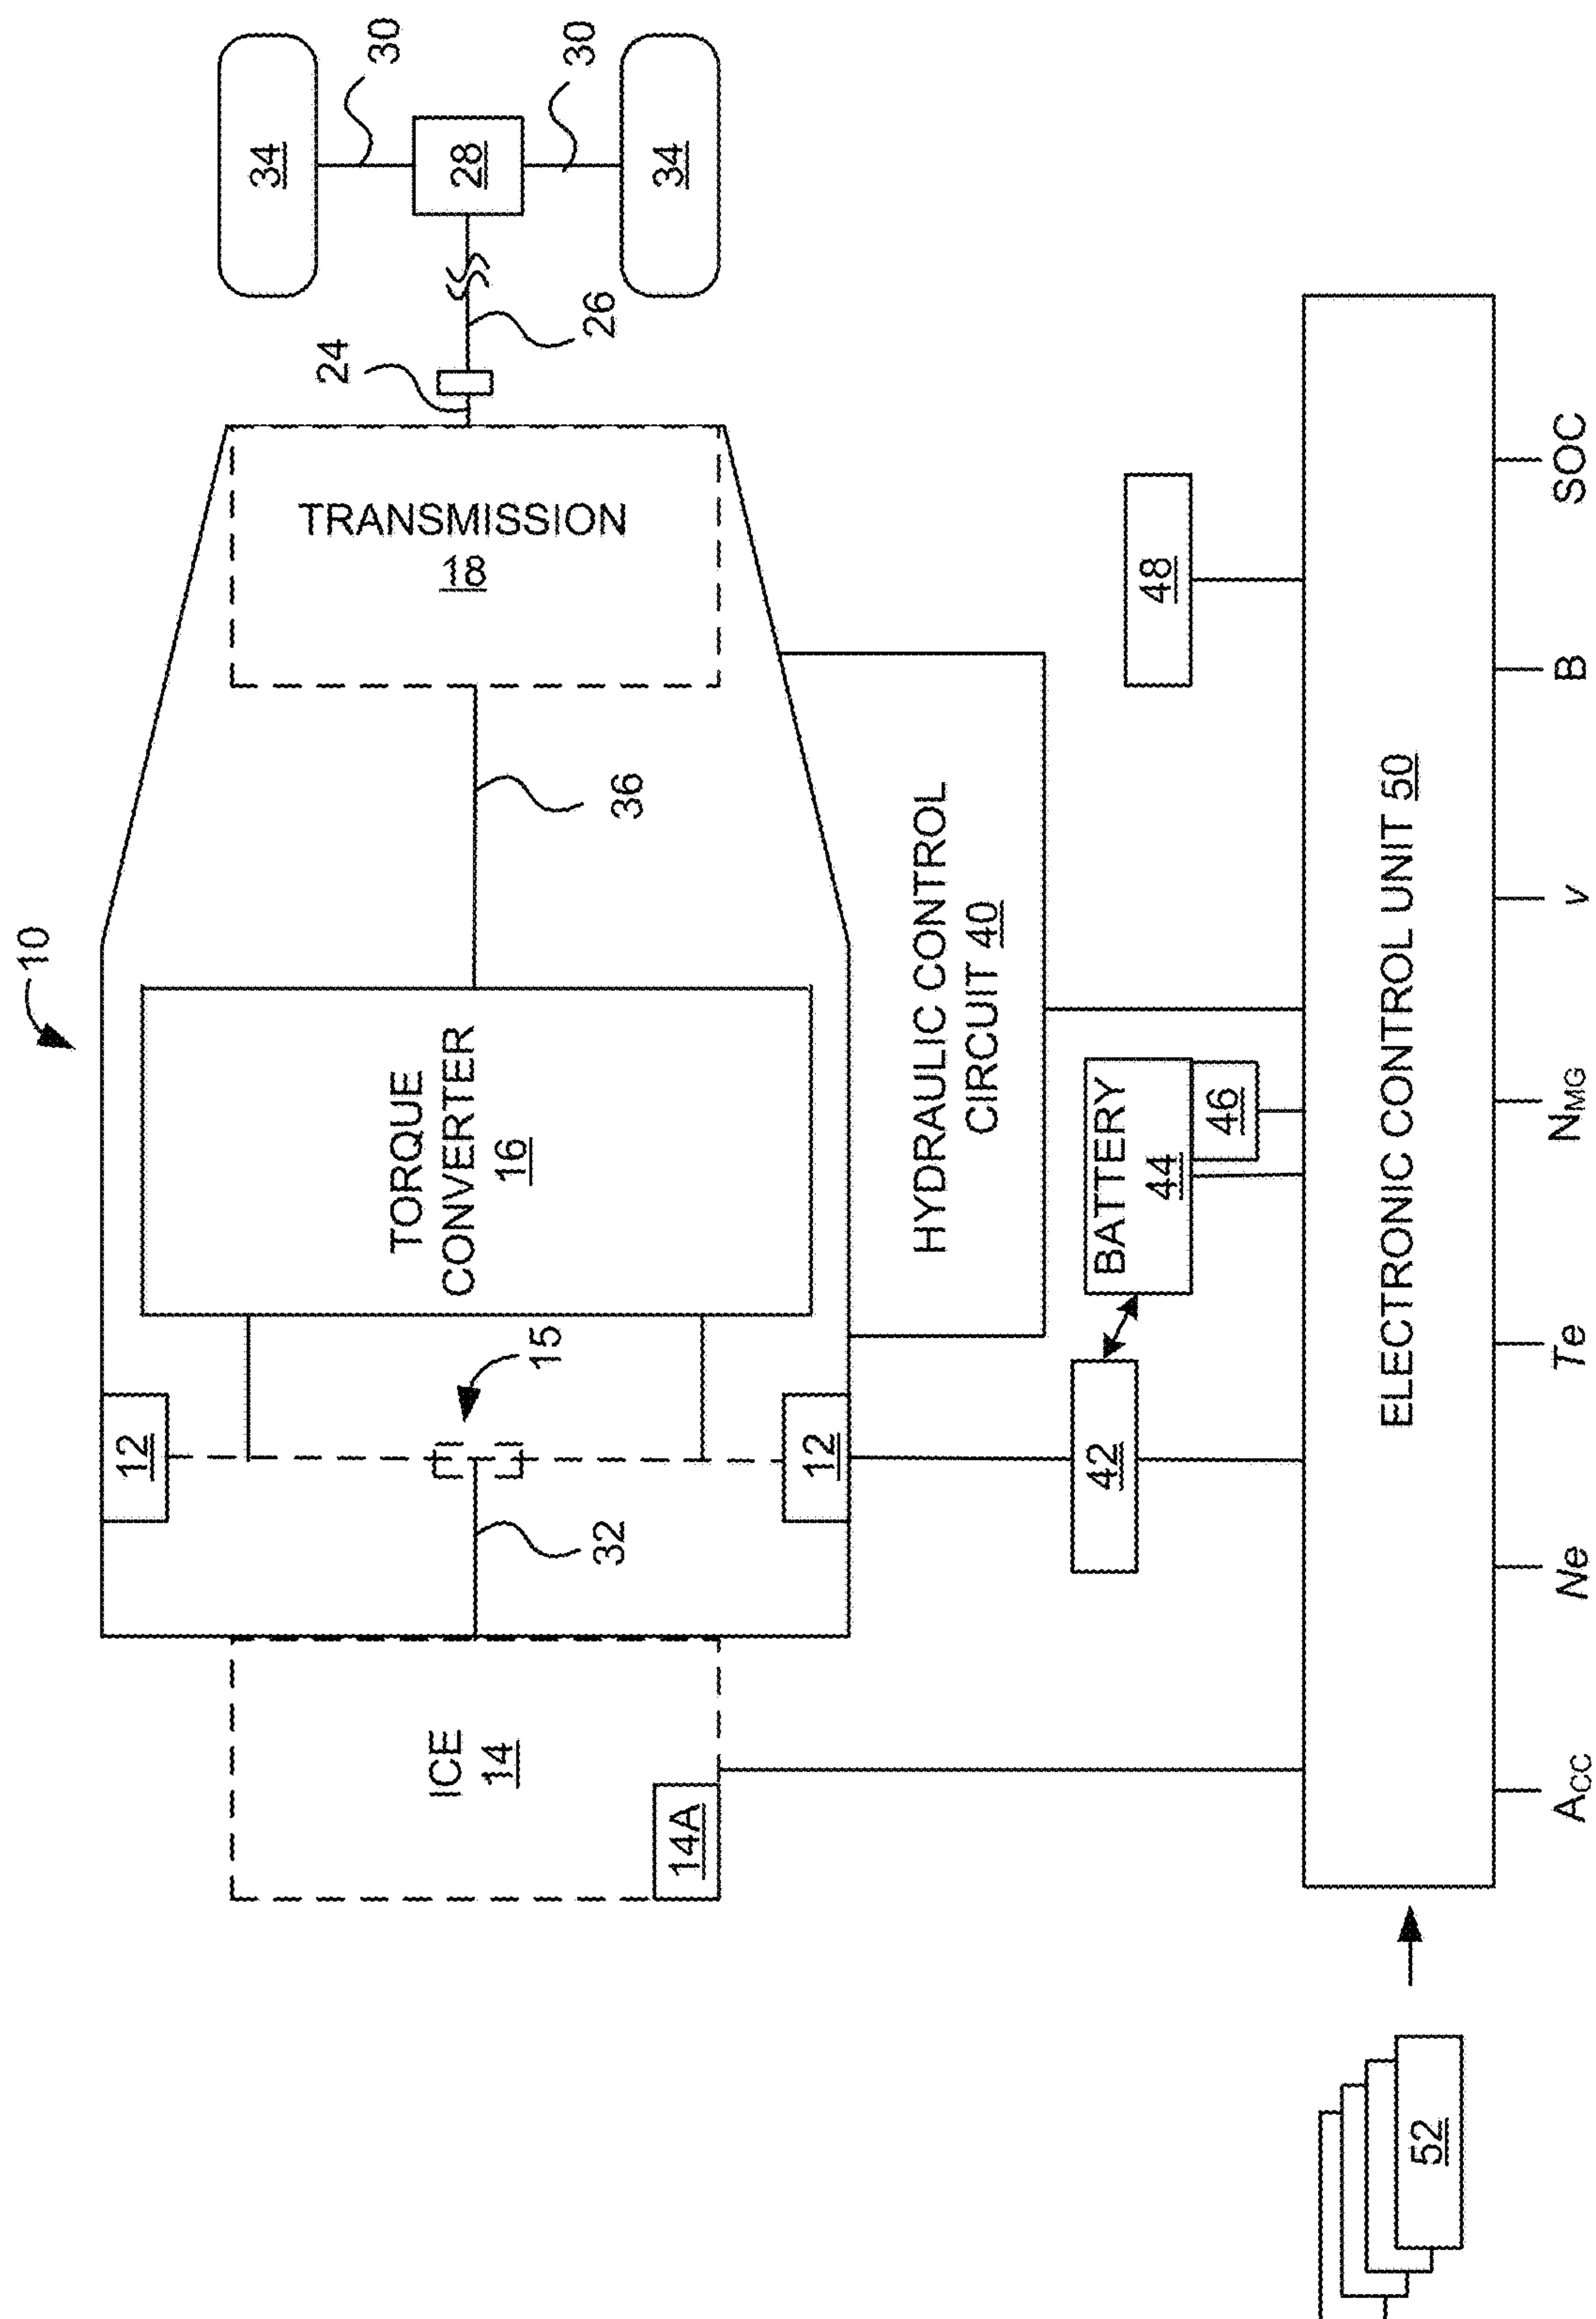 10
34
30
28
30
34
24
26
TRANSMISSION
18
36
TORQUE
CONVERTER
16
15
12
12
32
ICE
14
14A
HYDRAULIC CONTROL
CIRCUIT 40
BATTERY
44
46
42
48
ELECTRONIC CONTROL UNIT 50
52
ACC
Ne
Te
NMG
v
B
SOC